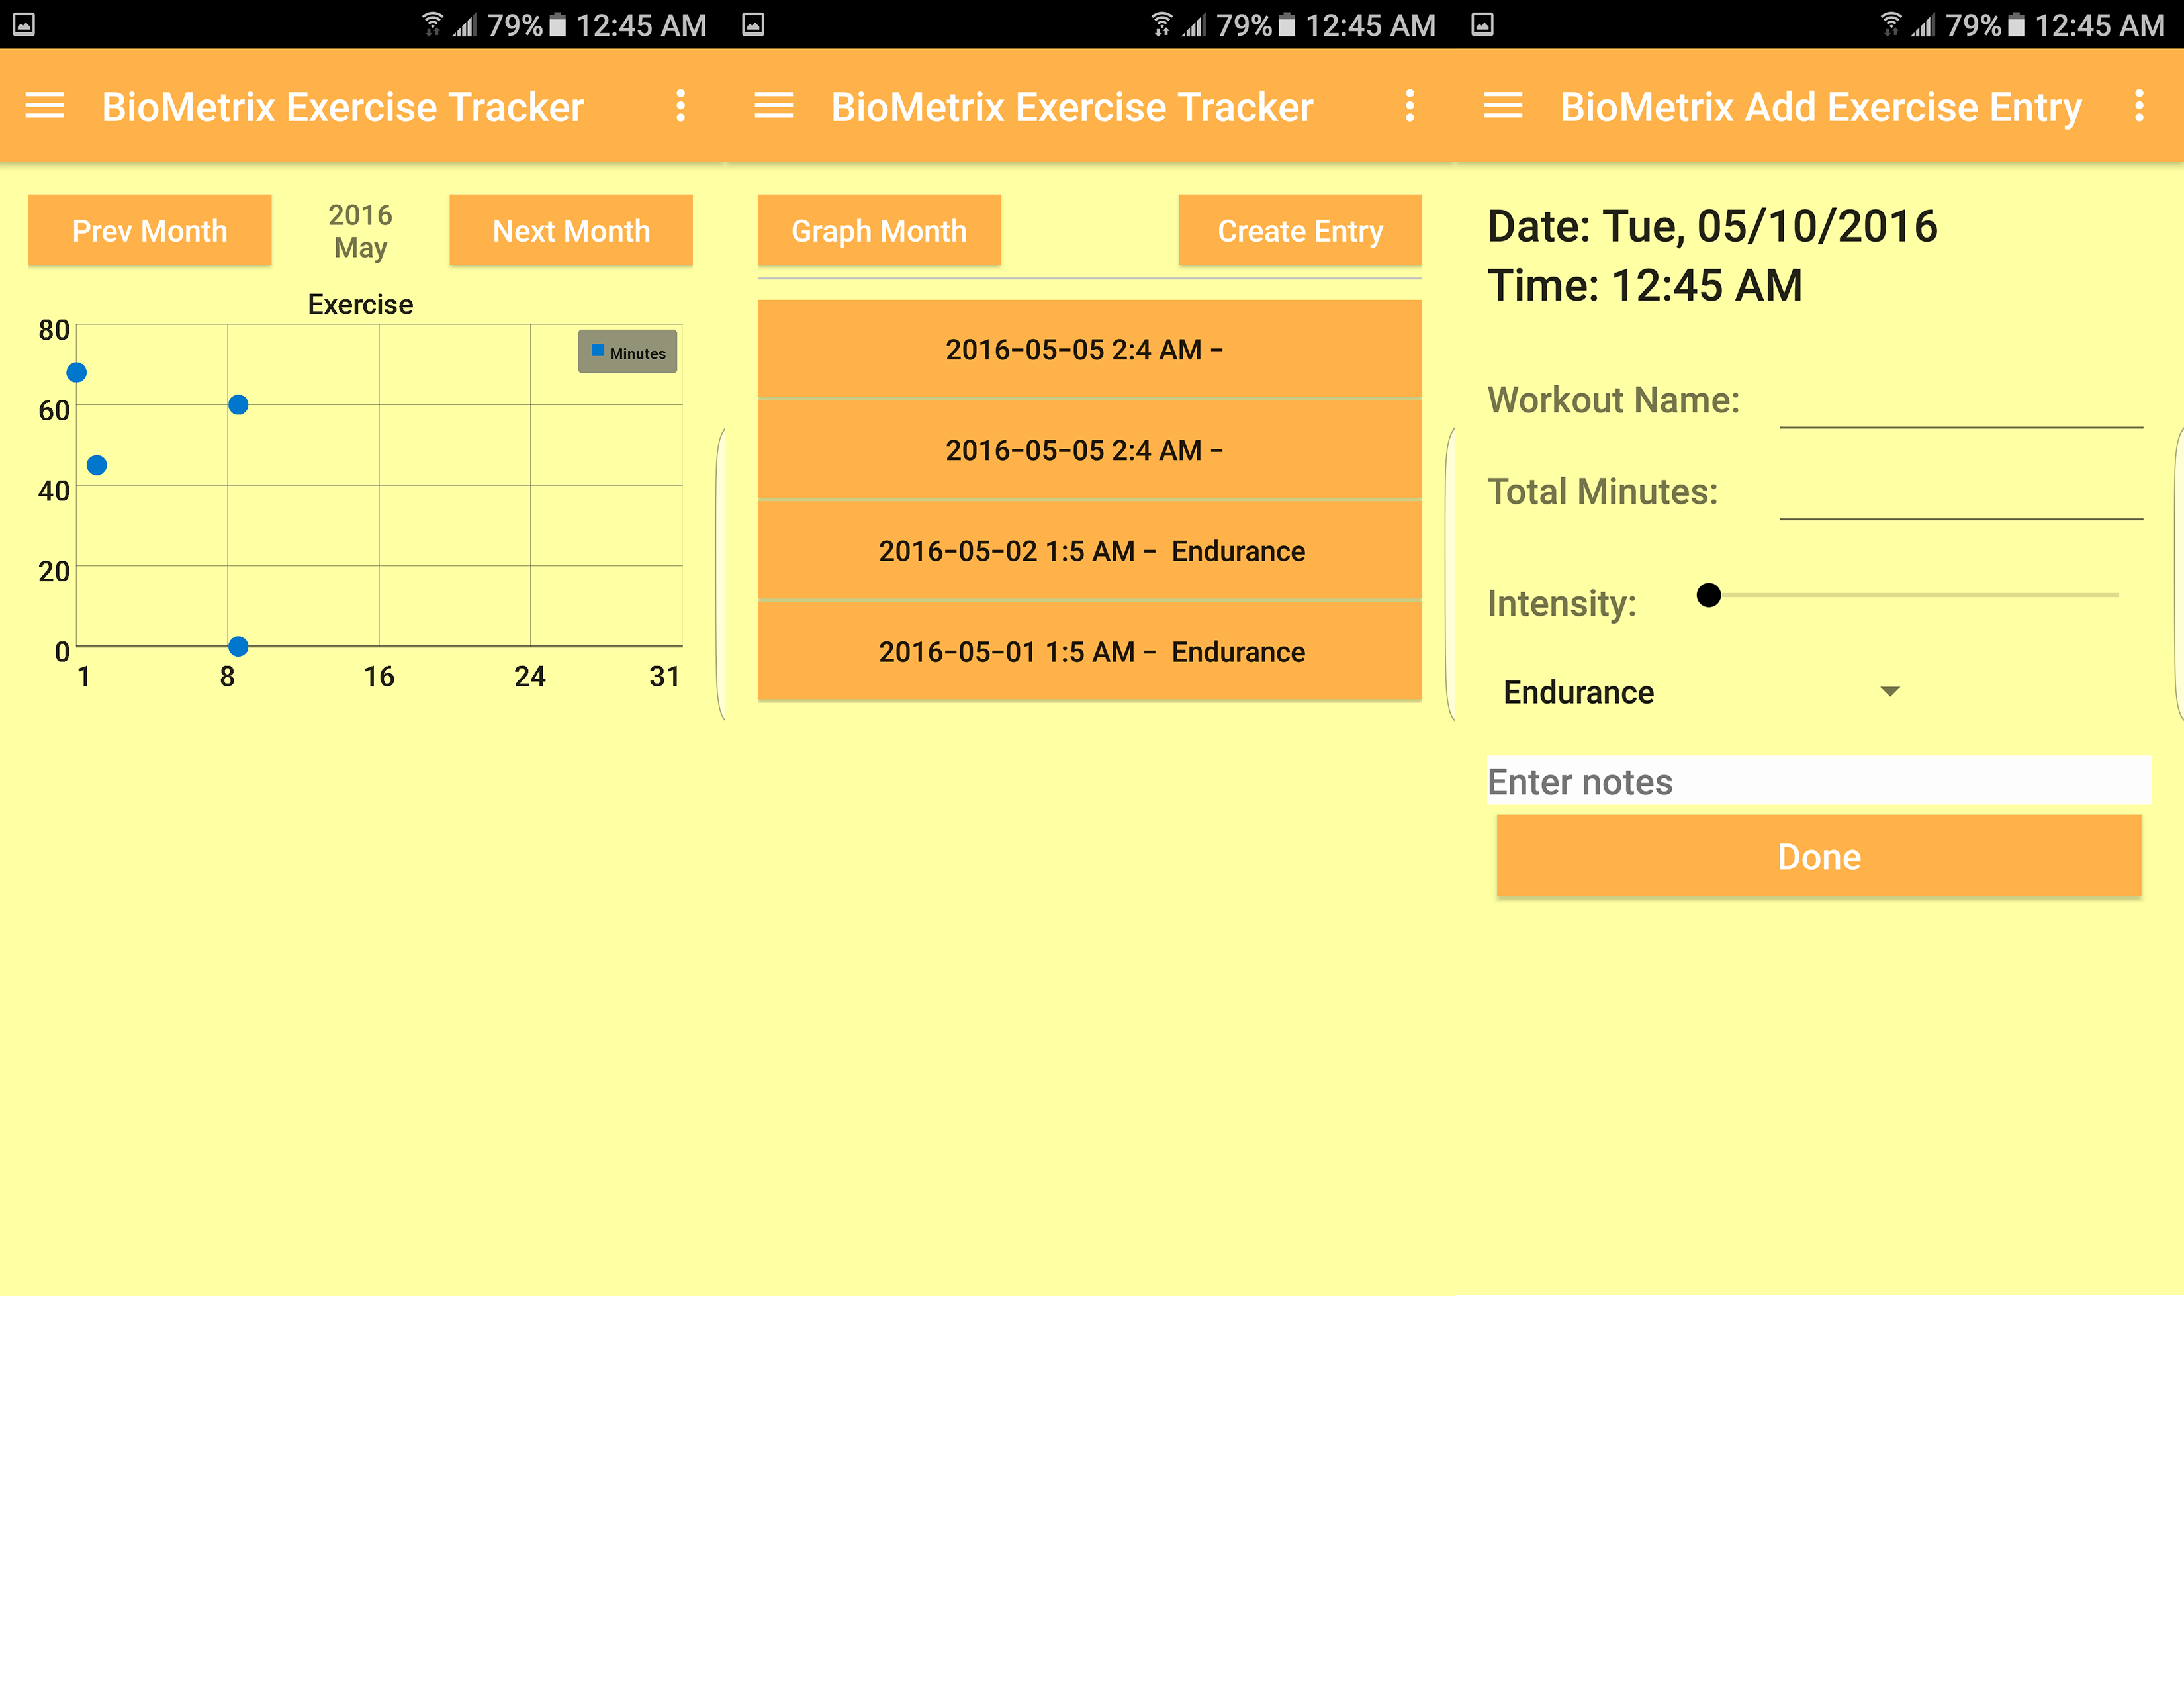 79% 12:45 AM
BioMetrix Exercise Tracker
Prev Month
2016
May
Next Month
Exercise
Minutes
80
60
40
20
0
1 8 16 24 31
79% 12:45 AM
BioMetrix Exercise Tracker
Graph Month
Create Entry
2016-05-05 2:4 AM -
2016-05-05 2:4 AM -
2016-05-02 1:5 AM - Endurance
2016-05-01 1:5 AM - Endurance
79% 12:45 AM
BioMetrix Add Exercise Entry
Date: Tue, 05/10/2016
Time: 12:45 AM
Workout Name:
Total Minutes:
Intensity:
Endurance
Enter notes
Done